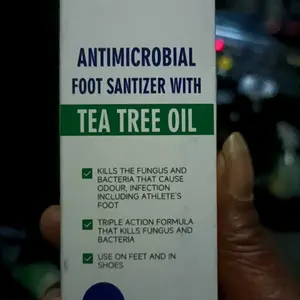 ANTIMICROBIAL
FOOT SANTIZER WITH
TEA TREE OIL
KILLS THE FUNGUS AND
BACTERIA THAT CAUSE
ODOUR, INFECTION
INCLUDING ATHLETE'S
FOOT
TRIPLE ACTION FORMULA
THAT KILLS FUNGUS AND
BACTERIA
USE ON FEET AND IN
SHOES